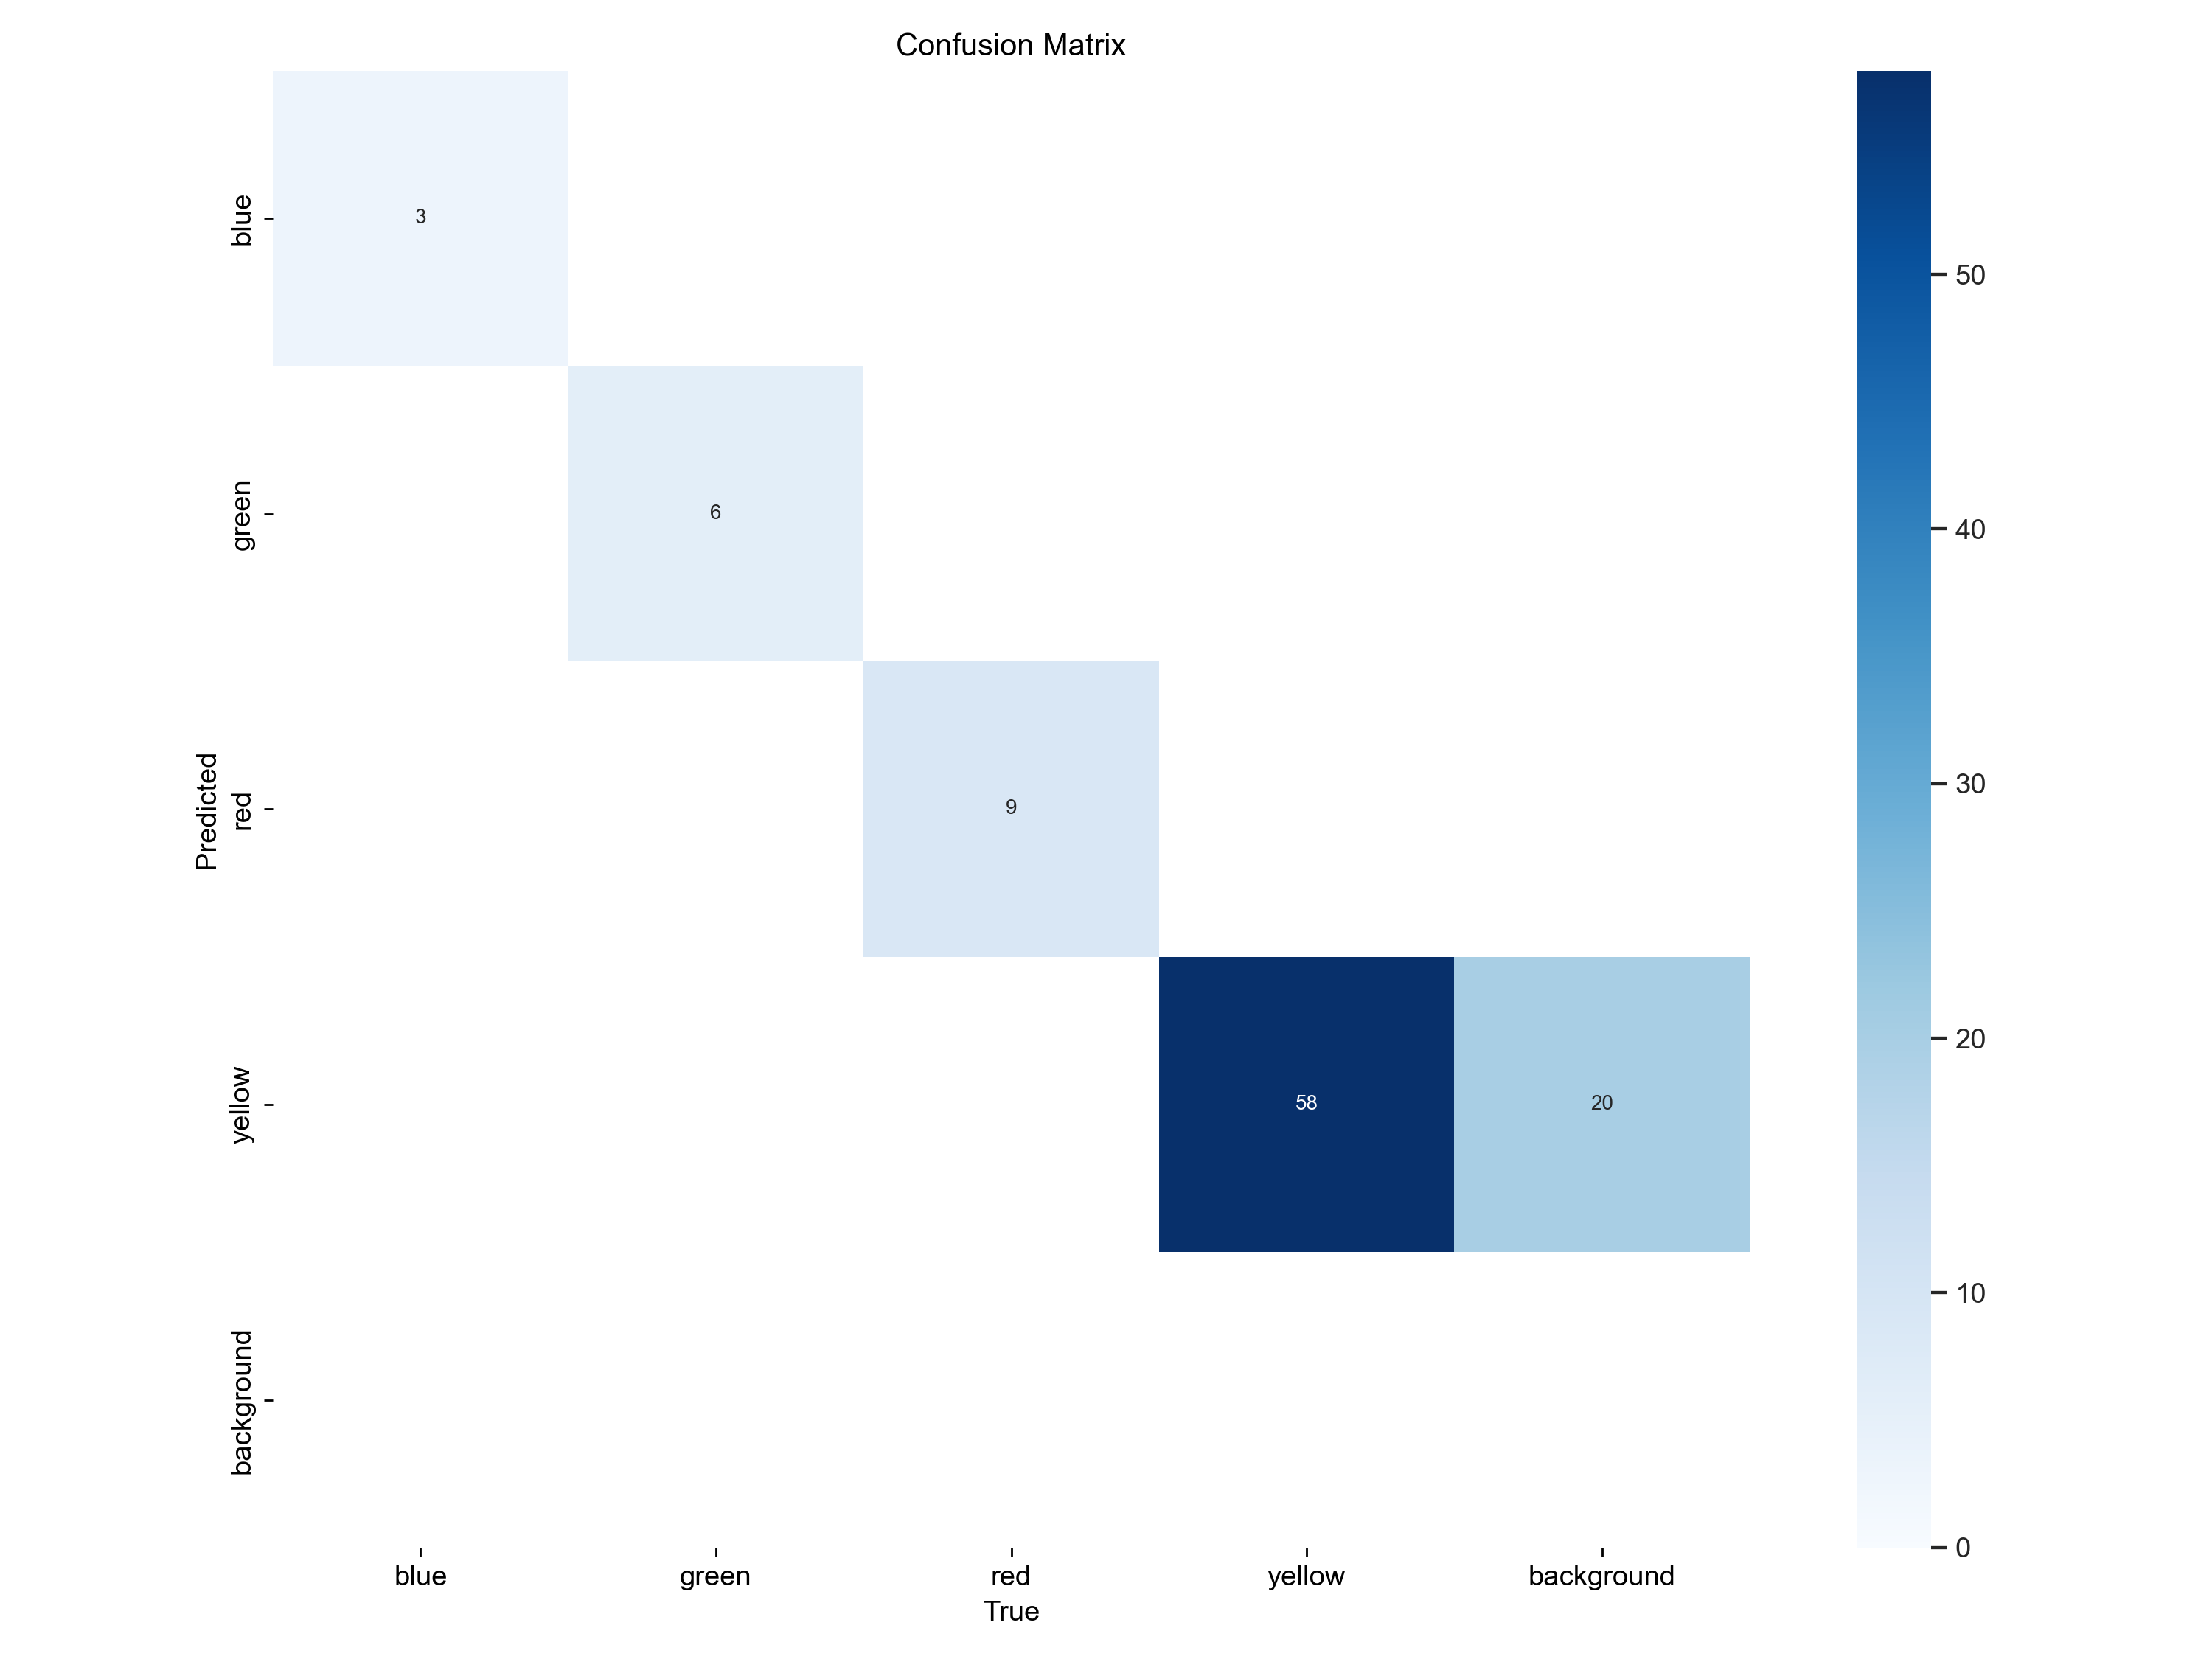 Confusion Matrix
blue
3
green
6
Predicted
red
9
yellow
58 20
background
blue green red yellow background
True
50
40
30
20
10
0